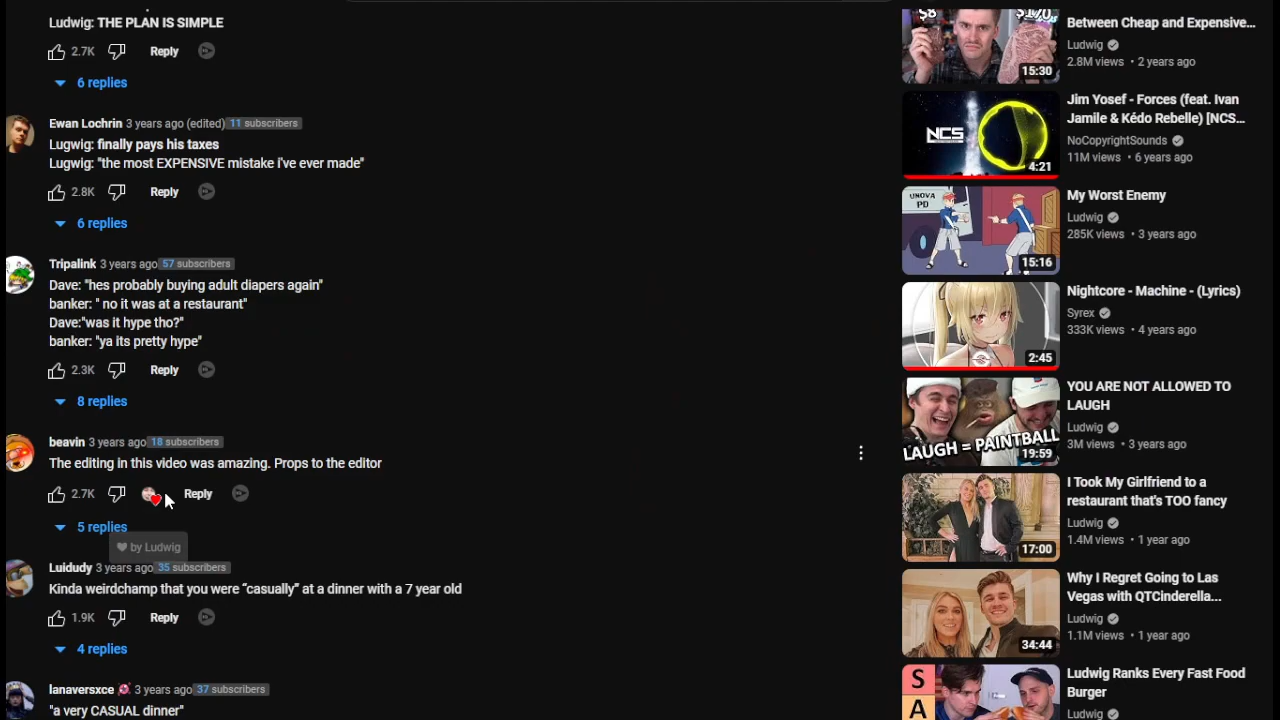 Ludwig: THE PLAN IS SIMPLE
2.7K Reply
6 replies
Ewan Lochrin 3 years ago (edited) 11 subscribers
Lugwig: finally pays his taxes
Lugwig: "the most EXPENSIVE mistake i've ever made"
2.8K Reply
6 replies
Tripalink 3 years ago 57 subscribers
Dave: "hes probably buying adult diapers again"
banker: " no it was at a restaurant"
Dave:"was it hype tho?"
banker: "ya its pretty hype"
2.3K Reply
8 replies
beavin 3 years ago 18 subscribers
The editing in this video was amazing. Props to the editor
2.7K Reply
5 replies
by Ludwig
Luidudy 3 years ago 35 subscribers
Kinda weirdchamp that you were “casually” at a dinner with a 7 year old
1.9K Reply
4 replies
lanaversxce 3 years ago 37 subscribers
"a very CASUAL dinner"
$8 $170
15:30
Between Cheap and Expensive...
Ludwig
2.8M views • 2 years ago
NCS
4:21
Jim Yosef - Forces (feat. Ivan
Jamile & Kédo Rebelle) [NCS...
NoCopyrightSounds
11M views • 6 years ago
UNOVA
PD
15:16
My Worst Enemy
Ludwig
285K views • 3 years ago
2:45
Nightcore - Machine - (Lyrics)
Syrex
333K views • 4 years ago
LAUGH = PAINTBALL
19:59
YOU ARE NOT ALLOWED TO
LAUGH
Ludwig
3M views • 3 years ago
17:00
I Took My Girlfriend to a
restaurant that's TOO fancy
Ludwig
1.4M views • 1 year ago
34:44
Why I Regret Going to Las
Vegas with QTCinderella...
Ludwig
1.1M views • 1 year ago
S
A
Ludwig Ranks Every Fast Food
Burger
Ludwig